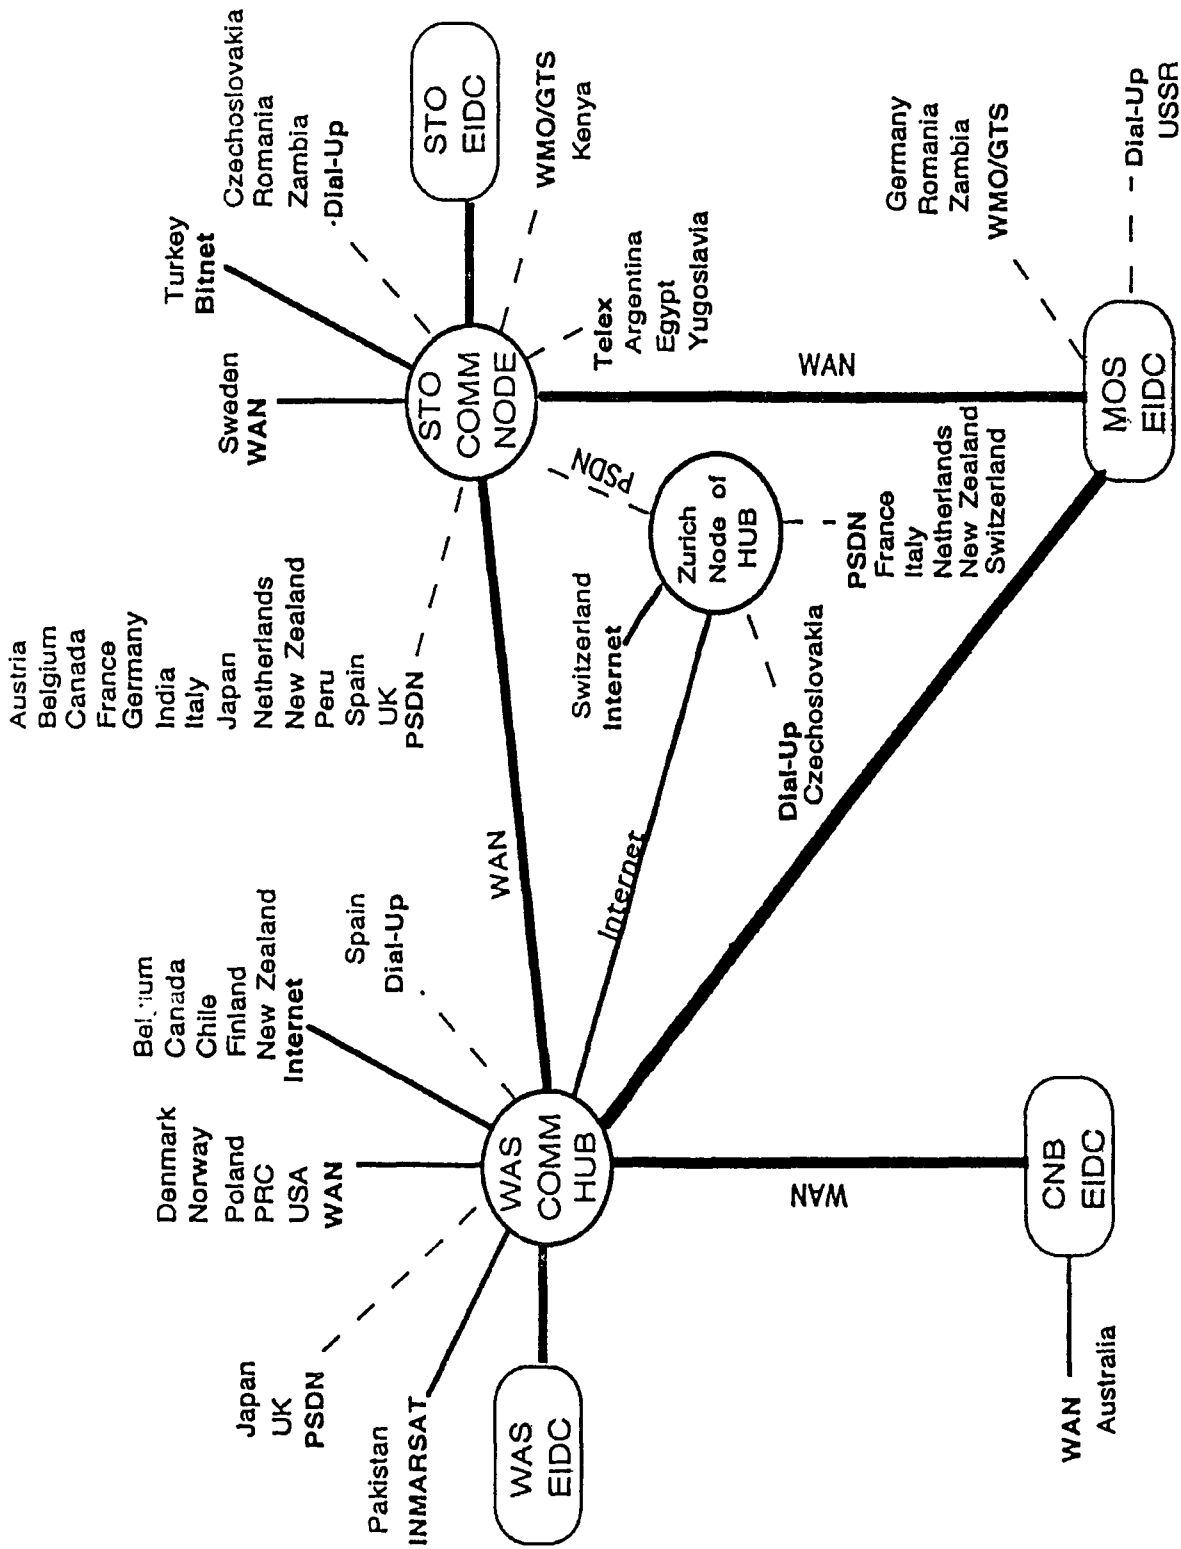 Japan
UK
PSDN
Pakistan
INMARSAT
WAS
EIDC
Denmark
Norway
Poland
PRC
USA
WAN
Canada
Chile
Finland
New Zealand
Internet
Spain
Dial-Up
WAS
COMM
HUB
WAN
CNB
EIDC
WAN
Australia
WAN
Internet
Austria
Belgium
Canada
France
Germany
India
Italy
Japan
Netherlands
New Zealand
Peru
Spain
UK
PSDN
Sweden
WAN
Turkey
Bitnet
Czechoslovakia
Romania
Zambia
Dial-Up
STO
COMM
NODE
STO
EIDC
WMO/GTS
Kenya
Telex
Argentina
Egypt
Yugoslavia
PSDN
Zurich
Node of
HUB
Switzerland
Internet
Dial-Up
Czechoslovakia
PSDN
France
Italy
Netherlands
New Zealand
Switzerland
WAN
MOS
EIDC
Germany
Romania
Zambia
WMO/GTS
Dial-Up
USSR